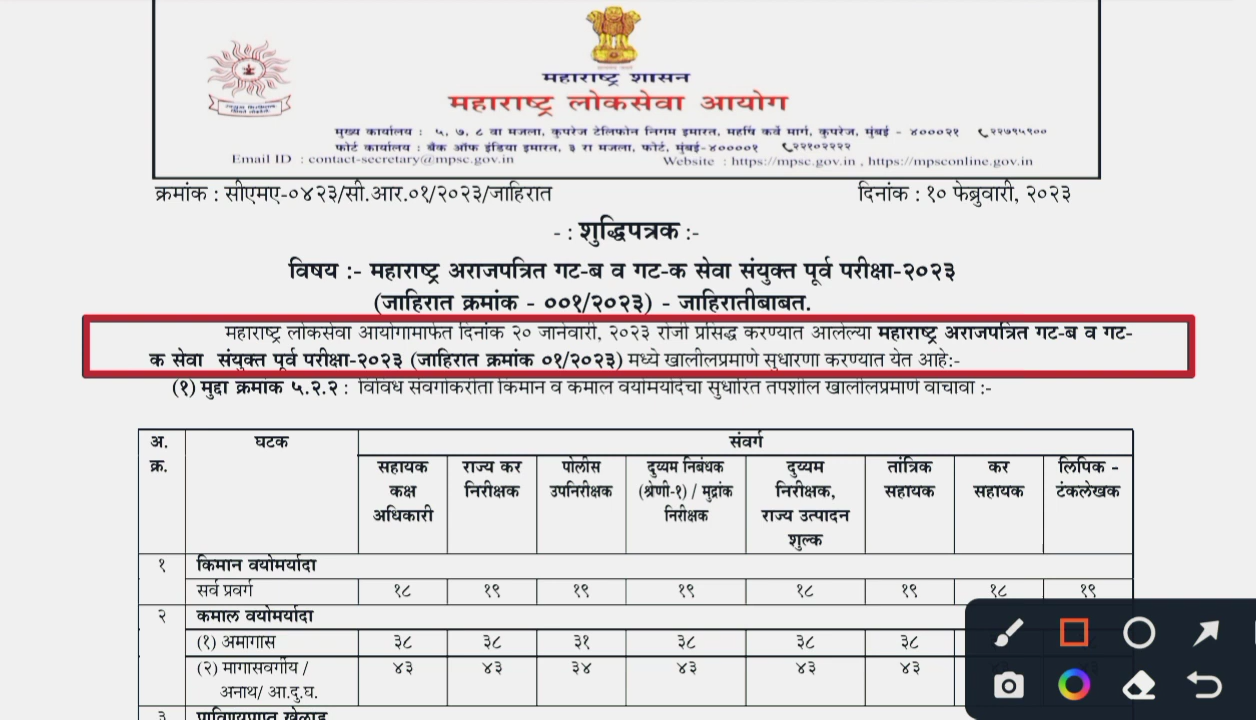 महाराष्ट्र शासन
महाराष्ट्र लोकसेवा आयोग
मुख्य कार्यालय : ५, ७, ८ वा मजला, कुपरेज टेलिफोन निगम इमारत, महर्षि कर्वे मार्ग, कुपरेज, मुंबई - ४०००२१ २२७९५९००
फोर्ट कार्यालय : बँक ऑफ इंडिया इमारत, ३ रा मजला, फोर्ट, मुंबई-४००००१ २२१०२२२२
Email ID : contact-secretary@mpsc.gov.in Website : https://mpsc.gov.in , https://mpsconline.gov.in
क्रमांक : सीएमए-०४२३/सी.आर.०१/२०२३/जाहिरात दिनांक : १० फेब्रुवारी, २०२३
- : शुद्धिपत्रक :-
विषय :- महाराष्ट्र अराजपत्रित गट-ब व गट-क सेवा संयुक्त पूर्व परीक्षा-२०२३
(जाहिरात क्रमांक - ००१/२०२३) - जाहिरातीबाबत.
महाराष्ट्र लोकसेवा आयोगामार्फत दिनांक २० जानेवारी, २०२३ रोजी प्रसिद्ध करण्यात आलेल्या महाराष्ट्र अराजपत्रित गट-ब व गट-
क सेवा संयुक्त पूर्व परीक्षा-२०२३ (जाहिरात क्रमांक ०१/२०२३) मध्ये खालीलप्रमाणे सुधारणा करण्यात येत आहे:-
(१) मुद्दा क्रमांक ५.२.२ : विविध संवर्गाकरीता किमान व कमाल वयोमर्यादेचा सुधारित तपशील खालीलप्रमाणे वाचावा :-
अ. घटक संवर्ग
क्र. सहायक राज्य कर पोलीस दुय्यम निबंधक दुय्यम तांत्रिक कर लिपिक -
कक्ष निरीक्षक उपनिरीक्षक (श्रेणी-१) / मुद्रांक निरीक्षक, सहायक सहायक टंकलेखक
अधिकारी निरीक्षक राज्य उत्पादन
शुल्क
१ किमान वयोमर्यादा
सर्व प्रवर्ग १८ १९ १९ १९ १८ १९ १८ १९
२ कमाल वयोमर्यादा
(१) अमागास ३८ ३८ ३१ ३८ ३८ ३८
(२) मागासवर्गीय / ४३ ४३ ३४ ४३ ४३ ४३
अनाथ/ आ.दु.घ.
३ प्राविण्यप्राप्त खेळाडू